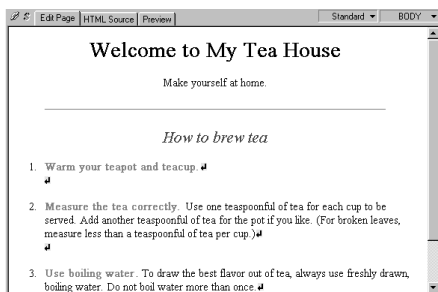 Edit Page HTML Source Preview Standard BODY
Welcome to My Tea House
Make yourself at home.
How to brew tea
1. Warm your teapot and teacup.
2. Measure the tea correctly. Use one teaspoonful of tea for each cup to be
served. Add another teaspoonful of tea for the pot if you like. (For broken leaves,
measure less than a teaspoonful of tea per cup.)
3. Use boiling water. To draw the best flavor out of tea, always use freshly drawn,
boiling water. Do not boil water more than once.